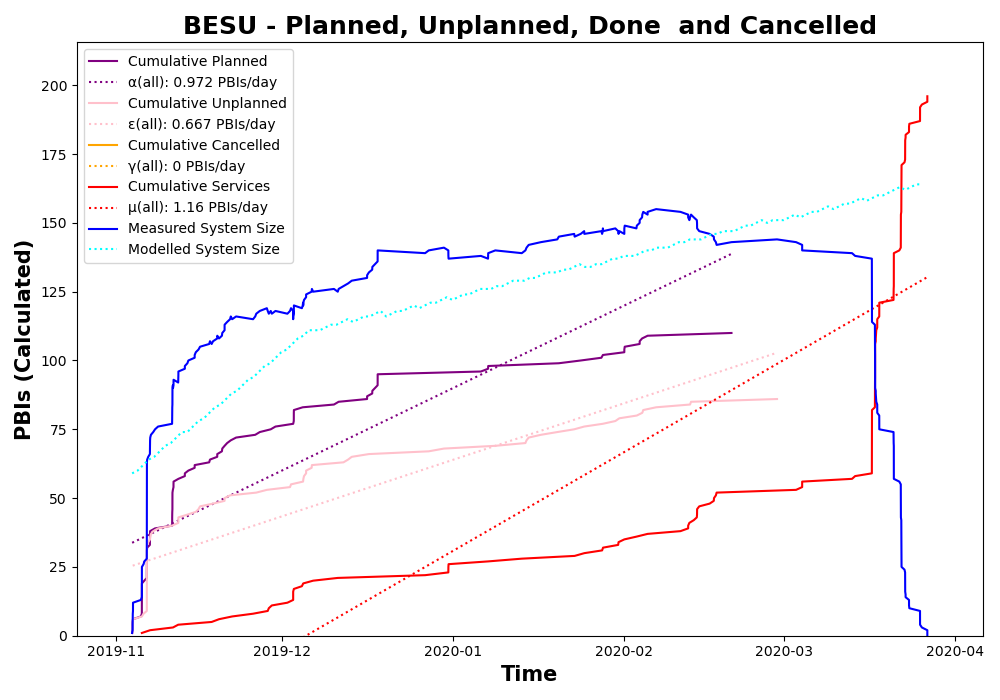 BESU - Planned, Unplanned, Done  and Cancelled
Cumulative Planned
α(all): 0.972 PBIs/day
Cumulative Unplanned
ε(all): 0.667 PBIs/day
Cumulative Cancelled
γ(all): 0 PBIs/day
Cumulative Services
μ(all): 1.16 PBIs/day
Measured System Size
Modelled System Size
PBIs (Calculated)
200
175
150
125
100
75
50
25
0
2019-11
2019-12
2020-01
2020-02
2020-03
2020-04
Time